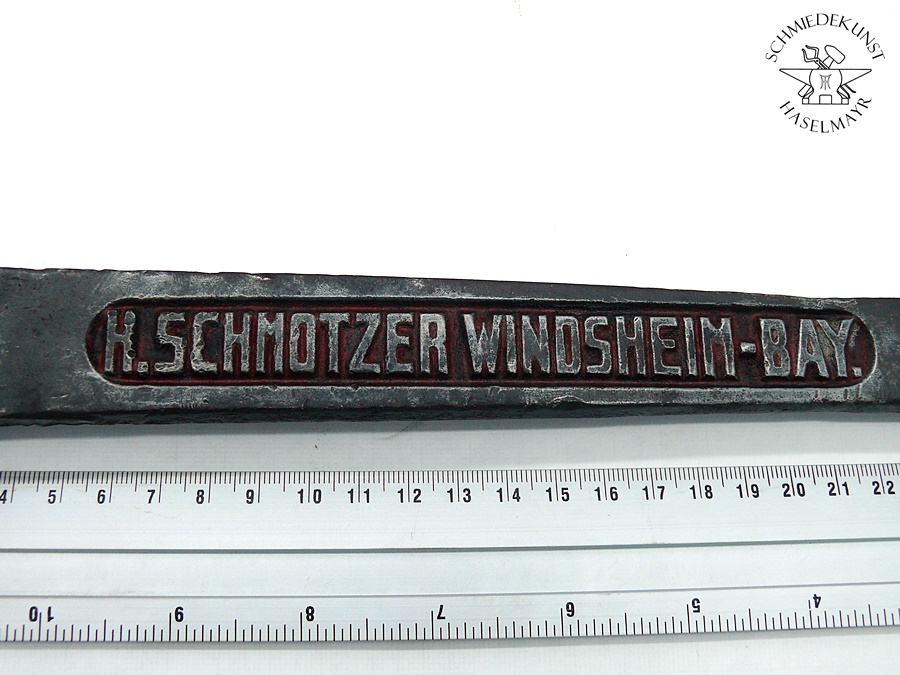 SCHMIEDEKUNST
HASELMAYR
H. SCHMOTZER WINDSHEIM-BAY.
4 5 6 7 8 9 10 11 12 13 14 15 16 17 18 19 20 21 22
10 9 8 7 6 5 4